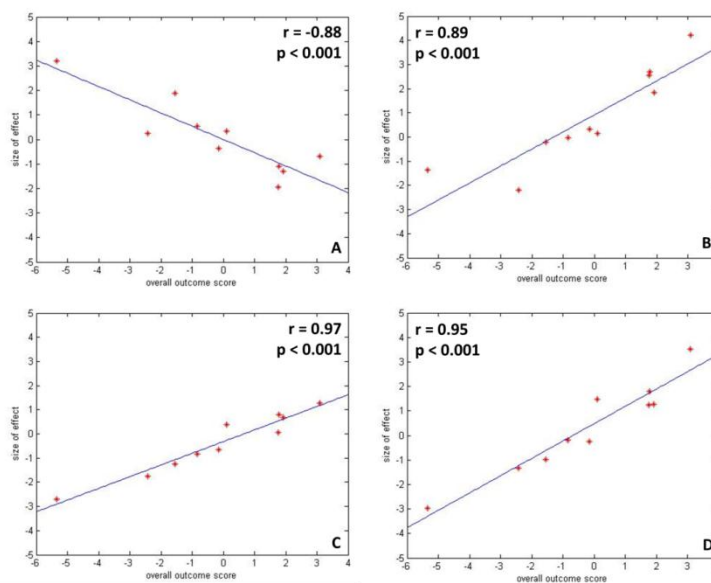 5
4
3
2
1
0
-1
-2
-3
-4
-5
size of effect
r = -0.88
p < 0.001
A
-6 -5 -4 -3 -2 -1 0 1 2 3 4
overall outcome score
5
4
3
2
1
0
-1
-2
-3
-4
-5
size of effect
r = 0.89
p < 0.001
B
-6 -5 -4 -3 -2 -1 0 1 2 3
overall outcome score
5
4
3
2
1
0
-1
-2
-3
-4
-5
size of effect
r = 0.97
p < 0.001
C
-6 -5 -4 -3 -2 -1 0 1 2 3 4
overall outcome score
5
4
3
2
1
0
-1
-2
-3
-4
-5
size of effect
r = 0.95
p < 0.001
D
-6 -5 -4 -3 -2 -1 0 1 2 3
overall outcome score